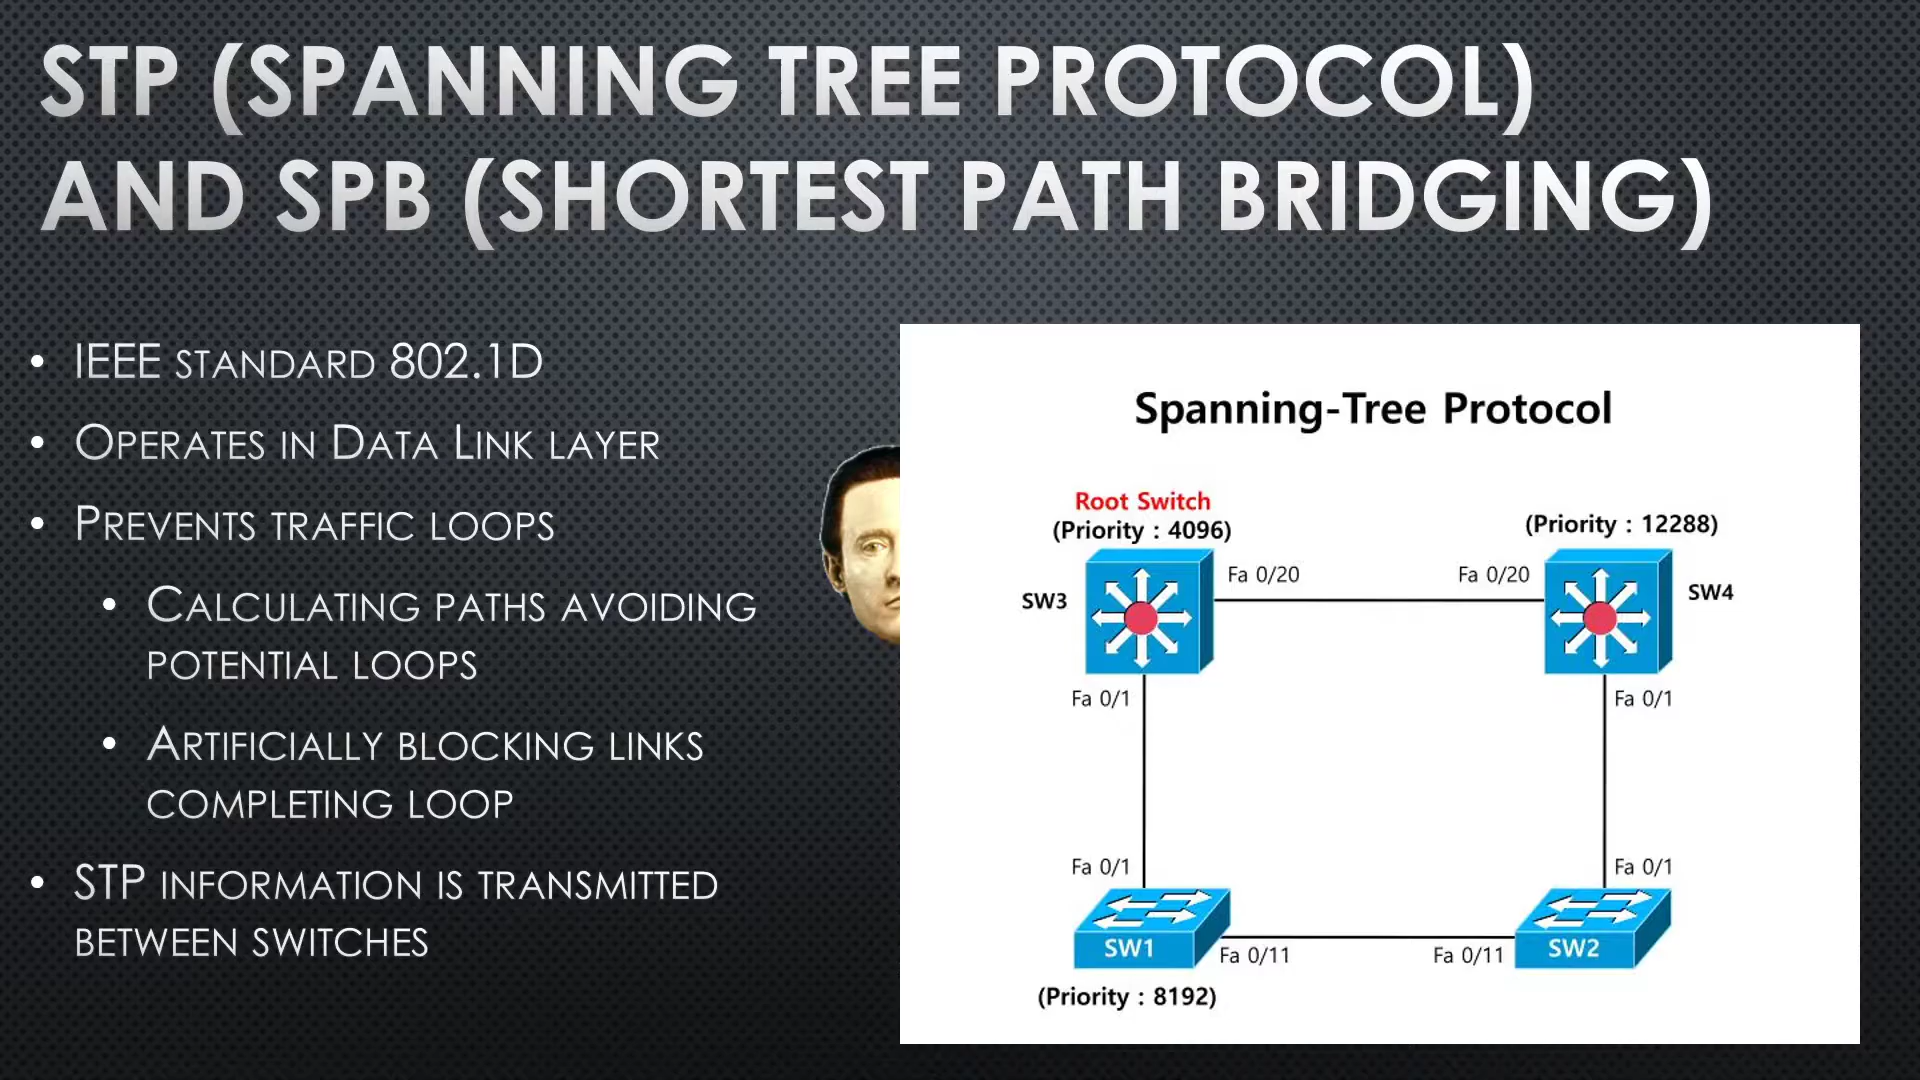 STP (SPANNING TREE PROTOCOL)
AND SPB (SHORTEST PATH BRIDGING)
• IEEE STANDARD 802.1D
• OPERATES IN DATA LINK LAYER
• PREVENTS TRAFFIC LOOPS
• CALCULATING PATHS AVOIDING
POTENTIAL LOOPS
• ARTIFICIALLY BLOCKING LINKS
COMPLETING LOOP
• STP INFORMATION IS TRANSMITTED
BETWEEN SWITCHES
Spanning-Tree Protocol
Root Switch
(Priority : 4096)
(Priority : 12288)
Fa 0/20
Fa 0/20
SW3
SW4
Fa 0/1
Fa 0/1
Fa 0/1
Fa 0/1
SW1
SW2
Fa 0/11
Fa 0/11
(Priority : 8192)